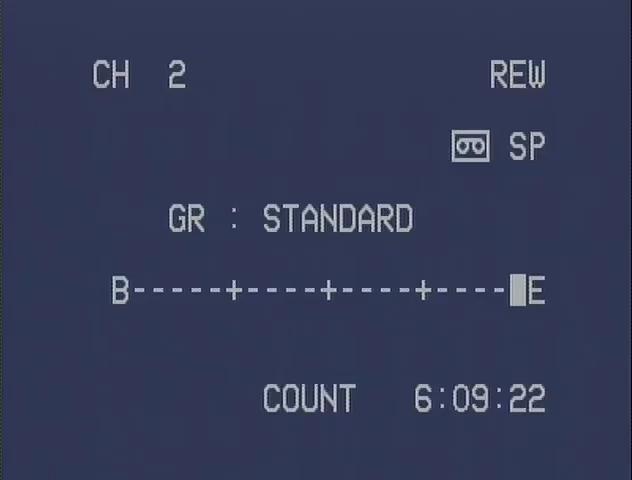 CH 2 REW
SP
GR : STANDARD
B-----+----+----+----█E
COUNT 6:09:22